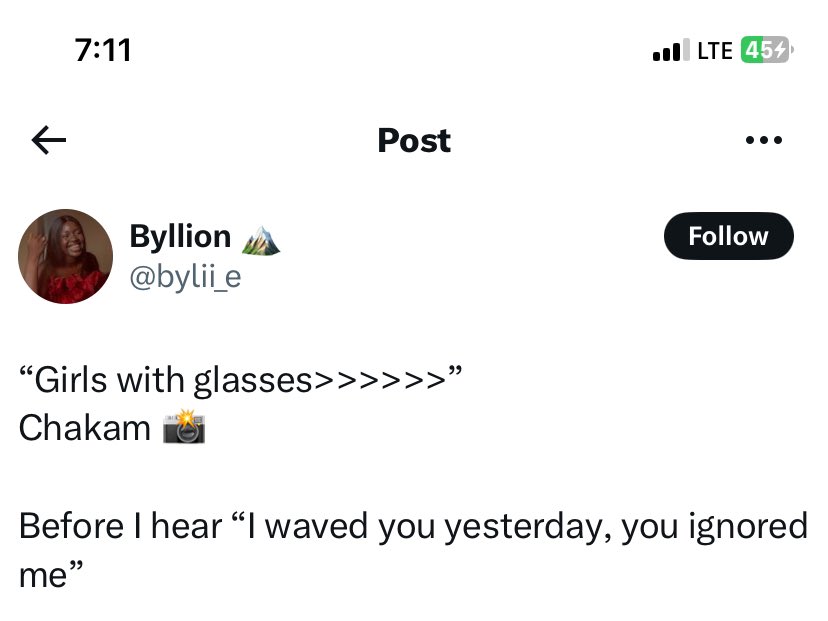 7:11 LTE 45
Post
Byllion ⛰️
Follow
@bylii_e
“Girls with glasses>>>>>>”
Chakam 📸
Before I hear “I waved you yesterday, you ignored
me”